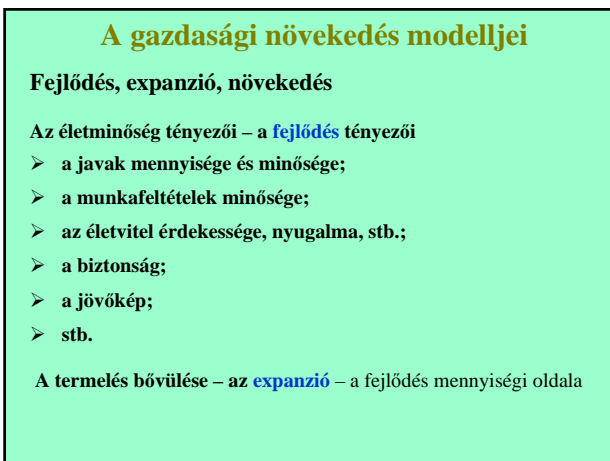 A gazdasági növekedés modelljei
Fejlődés, expanzió, növekedés
Az életminőség tényezői – a fejlődés tényezői
➢ a javak mennyisége és minősége;
➢ a munkafeltételek minősége;
➢ az életvitel érdekessége, nyugalma, stb.;
➢ a biztonság;
➢ a jövőkép;
➢ stb.
A termelés bővülése – az expanzió – a fejlődés mennyiségi oldala